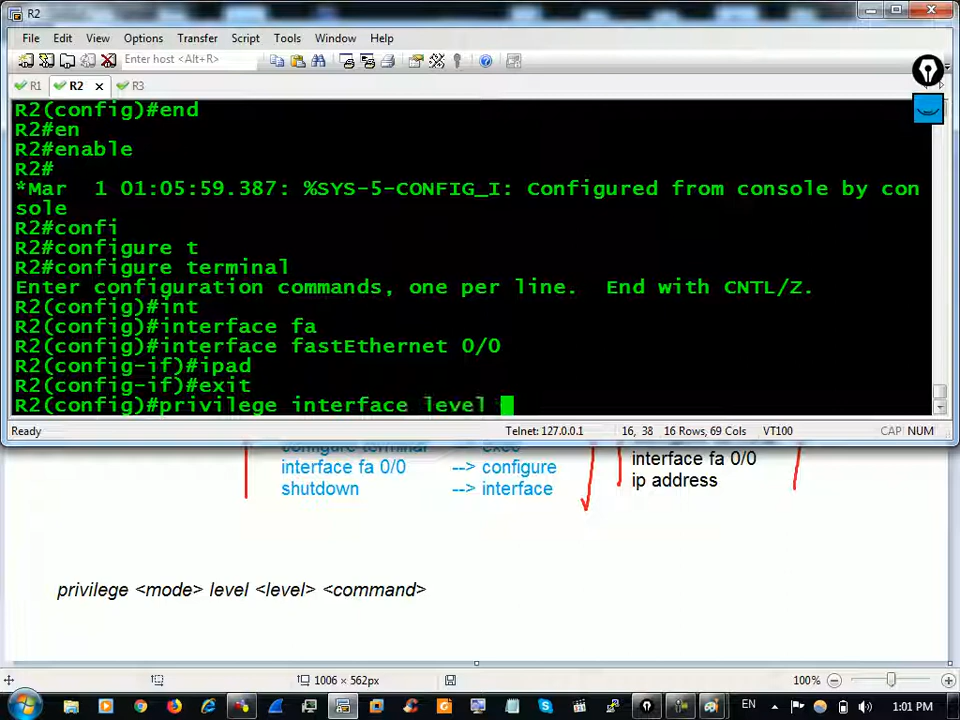 R2
File Edit View Options Transfer Script Tools Window Help
Enter host <Alt+R>
R1 R2 R3
R2(config)#end
R2#en
R2#enable
R2#
*Mar  1 01:05:59.387: %SYS-5-CONFIG_I: Configured from console by con
sole
R2#confi
R2#configure t
R2#configure terminal
Enter configuration commands, one per line.  End with CNTL/Z.
R2(config)#int
R2(config)#interface fa
R2(config)#interface fastEthernet 0/0
R2(config-if)#ipad
R2(config-if)#exit
R2(config)#privilege interface level
Ready Telnet: 127.0.0.1 16, 38 16 Rows, 69 Cols VT100 CAP NUM
configure terminal
interface fa 0/0 --> configure interface fa 0/0
shutdown --> interface ip address
privilege <mode> level <level> <command>
1006 × 562px 100%
EN 1:01 PM